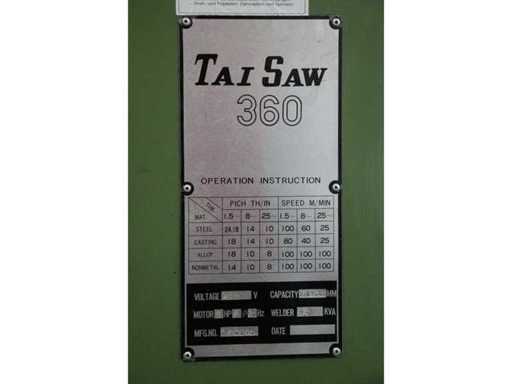 TAI SAW
360
OPERATION INSTRUCTION
T/M PICH TH/IN SPEED M/MIN
MAT. 1.5~ 8~ 25~ 1.5~ 8~ 25~
STEEL 24.18 14 10 100 60 25
CASTING 18 14 10 80 40 25
ALLOY 18 10 8 100 100 100
NONMETAL 14 10 8 100 100 100
VOLTAGE V CAPACITY MM
MOTOR HP Hz WELDER KVA
MFG.NO. DATE